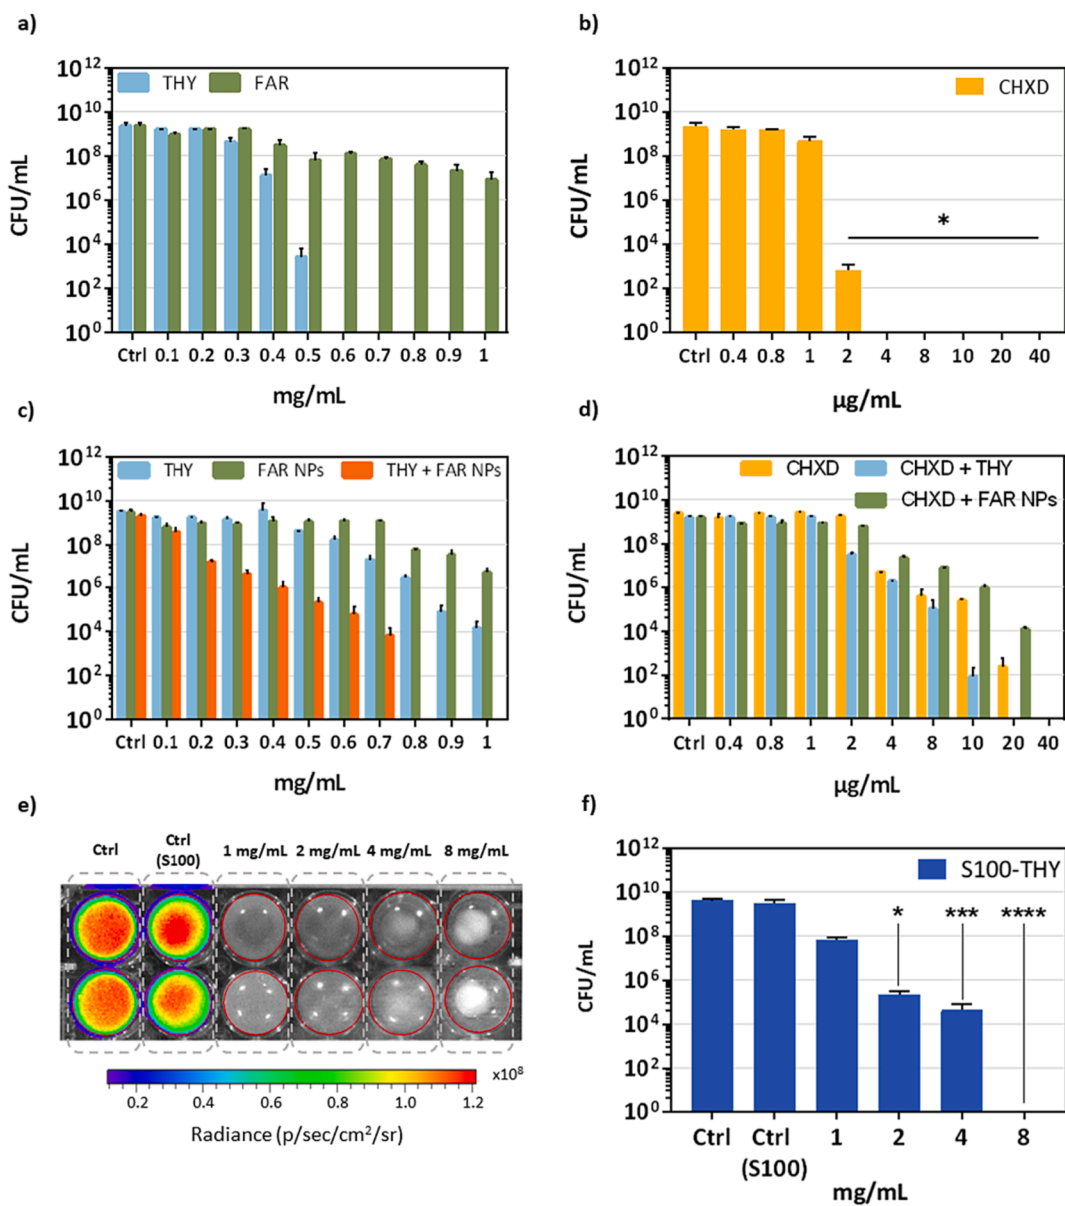 a)
10¹²
10¹⁰
10⁸
10⁶
10⁴
10²
10⁰
CFU/mL
THY FAR
Ctrl 0.1 0.2 0.3 0.4 0.5 0.6 0.7 0.8 0.9 1
mg/mL
b)
10¹²
10¹⁰
10⁸
10⁶
10⁴
10²
10⁰
CFU/mL
CHXD
*
Ctrl 0.4 0.8 1 2 4 8 10 20 40
µg/mL
c)
10¹²
10¹⁰
10⁸
10⁶
10⁴
10²
10⁰
CFU/mL
THY FAR NPs THY + FAR NPs
Ctrl 0.1 0.2 0.3 0.4 0.5 0.6 0.7 0.8 0.9 1
mg/mL
d)
10¹²
10¹⁰
10⁸
10⁶
10⁴
10²
10⁰
CFU/mL
CHXD CHXD + THY
CHXD + FAR NPs
Ctrl 0.4 0.8 1 2 4 8 10 20 40
µg/mL
e)
Ctrl
Ctrl
(S100)
1 mg/mL 2 mg/mL 4 mg/mL 8 mg/mL
x10⁸
0.2 0.4 0.6 0.8 1.0 1.2
Radiance (p/sec/cm²/sr)
f)
10¹²
10¹⁰
10⁸
10⁶
10⁴
10²
10⁰
CFU/mL
S100-THY
* *** ****
Ctrl Ctrl 1 2 4 8
(S100)
mg/mL